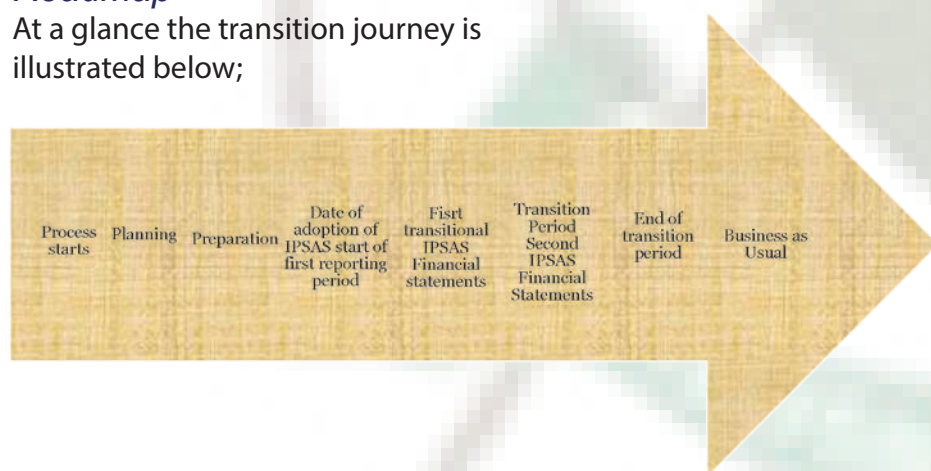 Roadmap
At a glance the transition journey is
illustrated below;
Process
starts
Planning
Preparation
Date of
adoption of
IPSAS start of
first reporting
period
Fisrt
transitional
IPSAS
Financial
statements
Transition
Period
Second
IPSAS
Financial
Statements
End of
transition
period
Business as
Usual